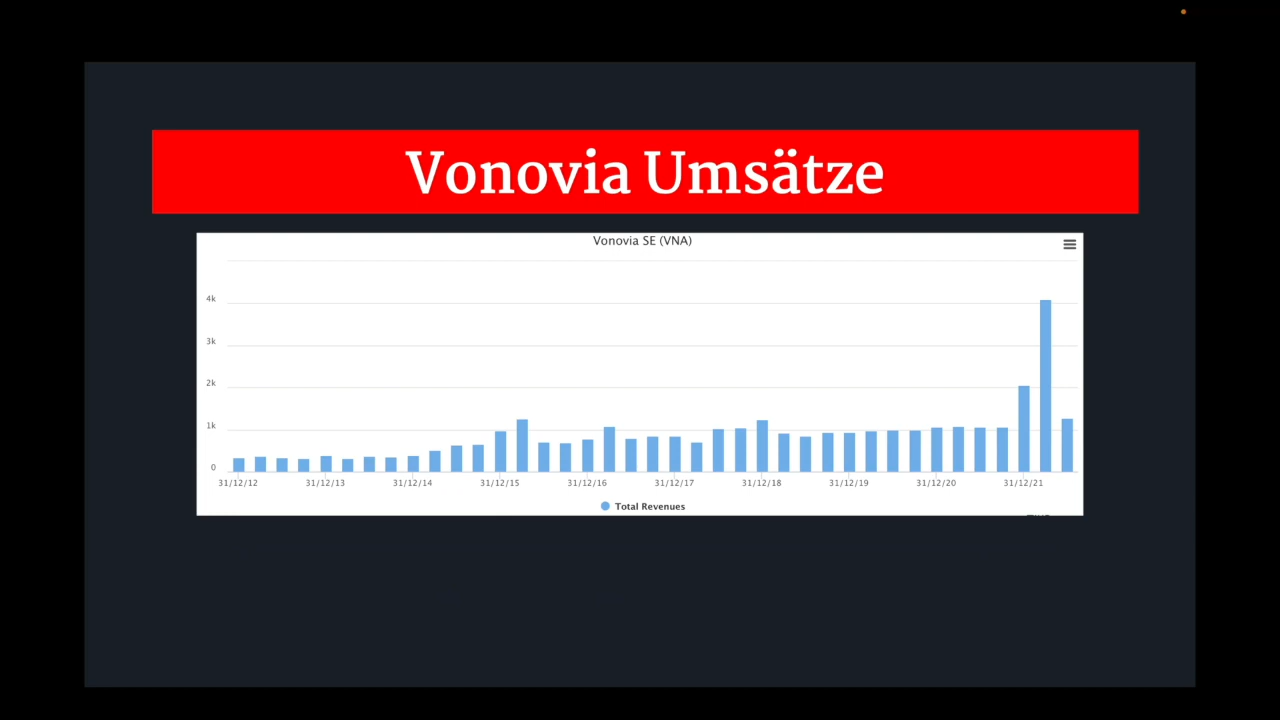 Vonovia Umsätze
Vonovia SE (VNA)
4k
3k
2k
1k
0
31/12/12 31/12/13 31/12/14 31/12/15 31/12/16 31/12/17 31/12/18 31/12/19 31/12/20 31/12/21
Total Revenues